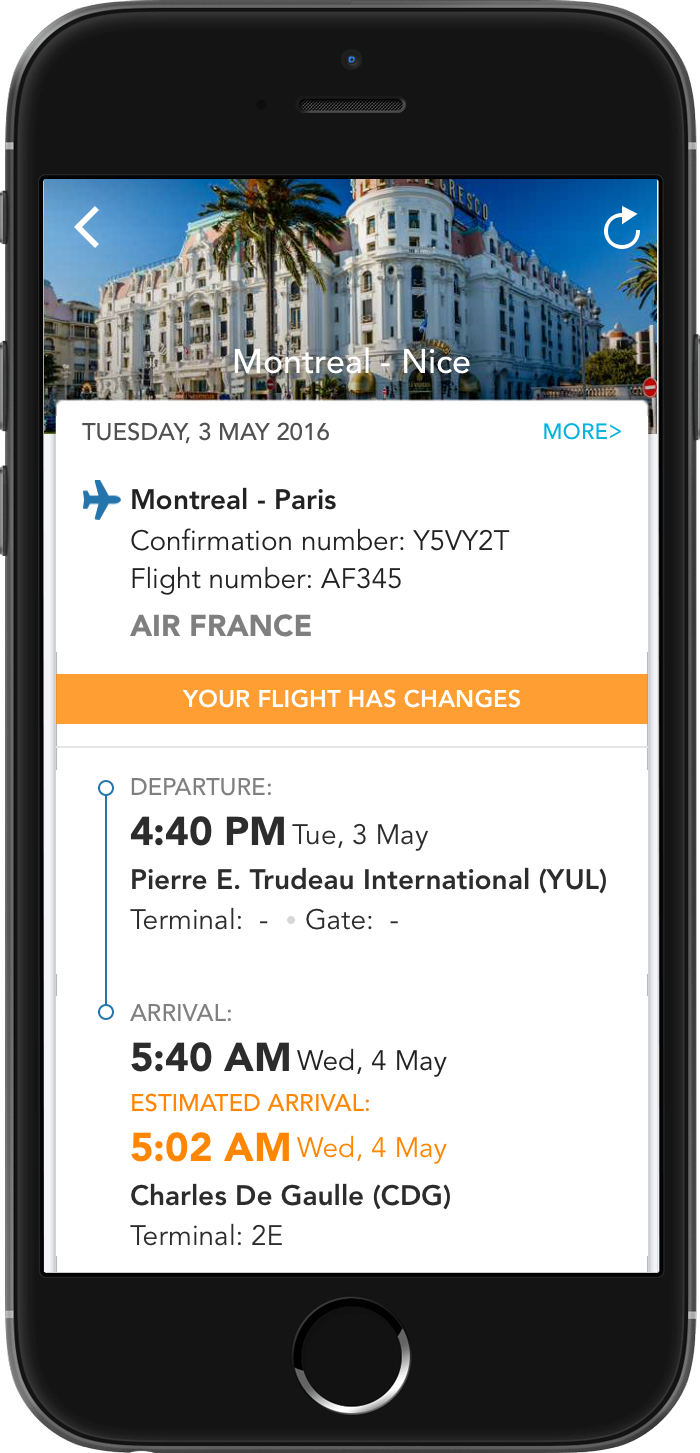 GRESCO
Montreal - Nice
TUESDAY, 3 MAY 2016 MORE>
Montreal - Paris
Confirmation number: Y5VY2T
Flight number: AF345
AIR FRANCE
YOUR FLIGHT HAS CHANGES
DEPARTURE:
4:40 PM Tue, 3 May
Pierre E. Trudeau International (YUL)
Terminal: - • Gate: -
ARRIVAL:
5:40 AM Wed, 4 May
ESTIMATED ARRIVAL:
5:02 AM Wed, 4 May
Charles De Gaulle (CDG)
Terminal: 2E